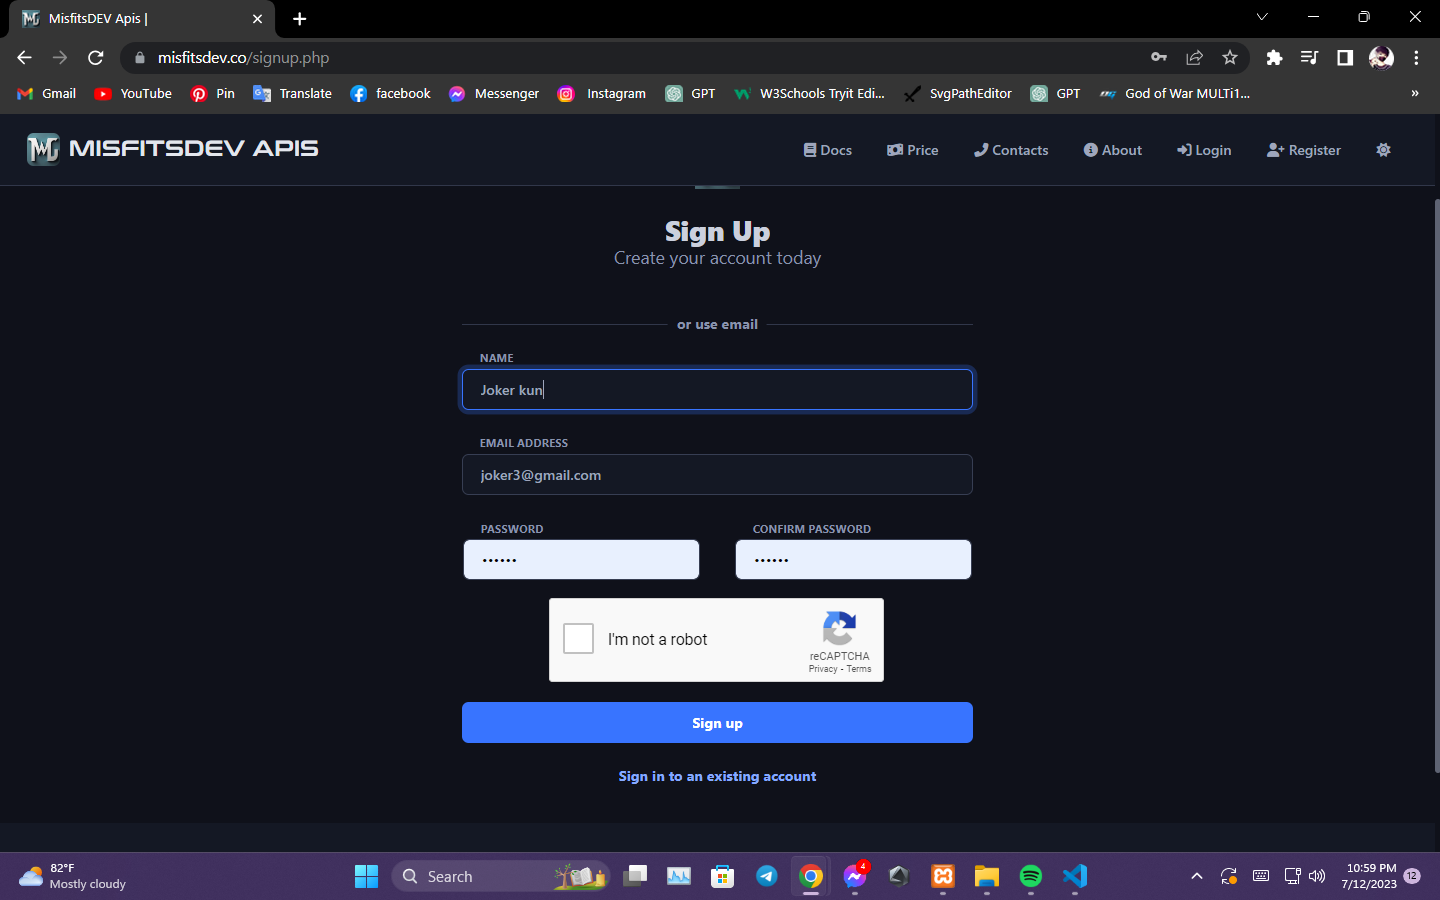 MisfitsDEV Apis |
misfitsdev.co/signup.php
Gmail YouTube Pin Translate facebook Messenger Instagram GPT W3Schools Tryit Edi... SvgPathEditor GPT God of War MULTi1... »
MISFITSDEV APIS Docs Price Contacts About Login Register
Sign Up
Create your account today
or use email
NAME
Joker kun
EMAIL ADDRESS
joker3@gmail.com
PASSWORD CONFIRM PASSWORD
•••••• ••••••
I'm not a robot
reCAPTCHA
Privacy - Terms
Sign up
Sign in to an existing account
82°F
Mostly cloudy
Search
4
10:59 PM
7/12/2023
12